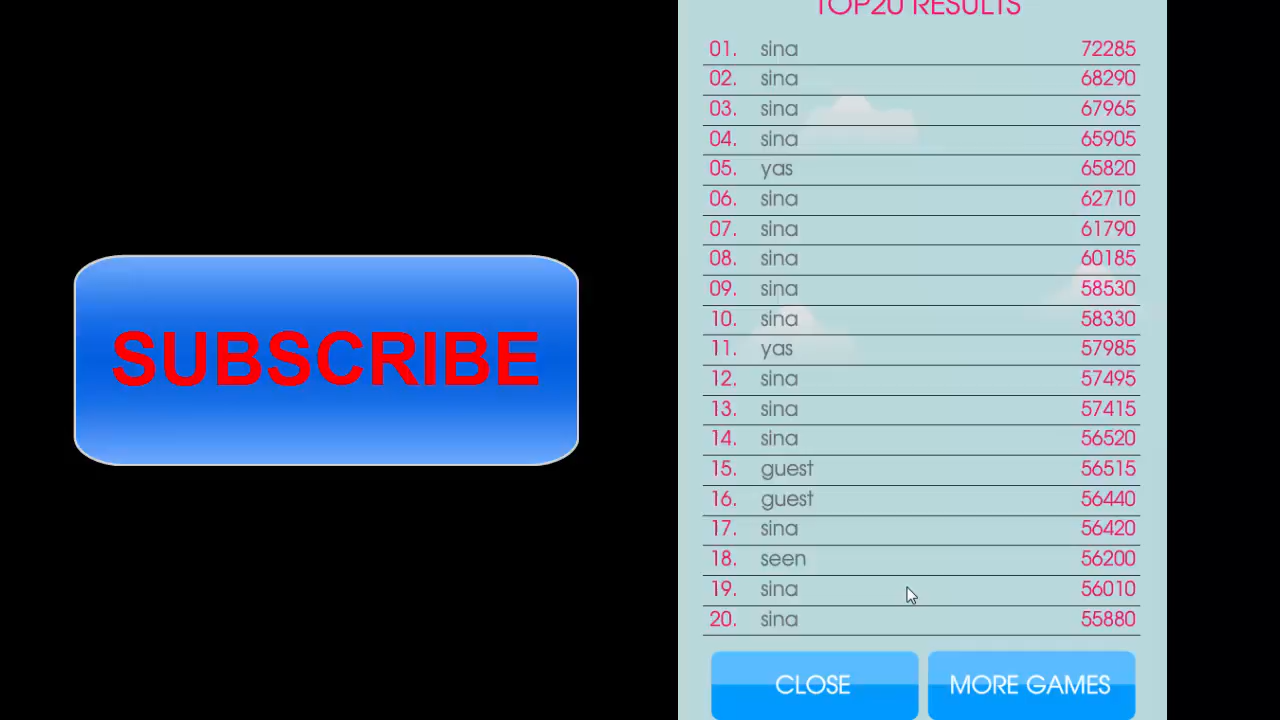 TOP20 RESULTS
01. sina 72285
02. sina 68290
03. sina 67965
04. sina 65905
05. yas 65820
06. sina 62710
07. sina 61790
08. sina 60185
09. sina 58530
10. sina 58330
11. yas 57985
12. sina 57495
13. sina 57415
14. sina 56520
15. guest 56515
16. guest 56440
17. sina 56420
18. seen 56200
19. sina 56010
20. sina 55880
CLOSE MORE GAMES
SUBSCRIBE